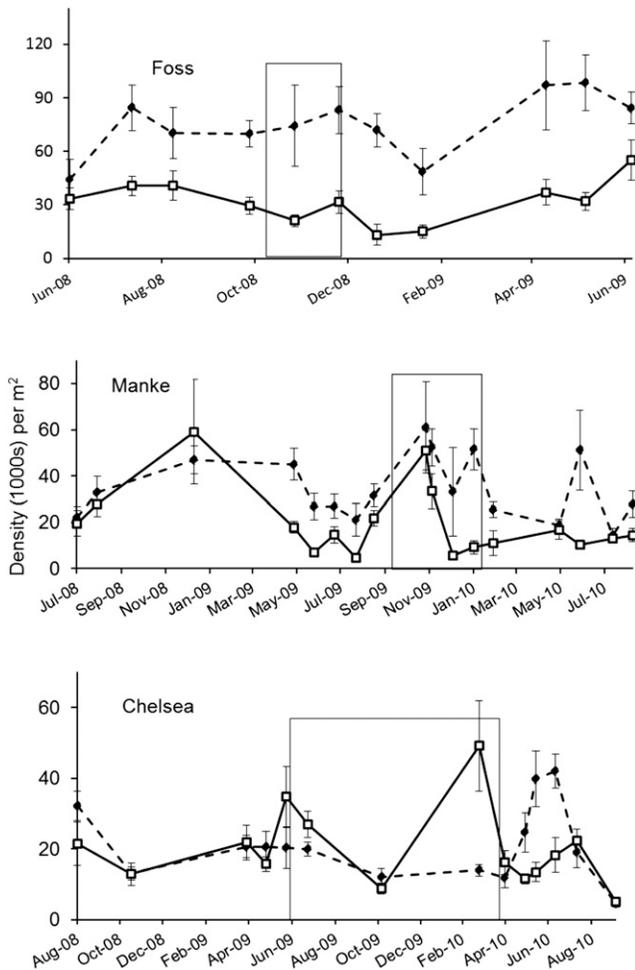 120
Foss
90
60
30
0
Jun-08 Aug-08 Oct-08 Dec-08 Feb-09 Apr-09 Jun-09
Density (1000s) per m²
80
Manke
60
40
20
0
Jul-08 Sep-08 Nov-08 Jan-09 Mar-09 May-09 Jul-09 Sep-09 Nov-09 Jan-10 Mar-10 May-10 Jul-10
60
Chelsea
40
20
0
Aug-08 Oct-08 Dec-08 Feb-09 Apr-09 Jun-09 Aug-09 Oct-09 Dec-09 Feb-10 Apr-10 Jun-10 Aug-10